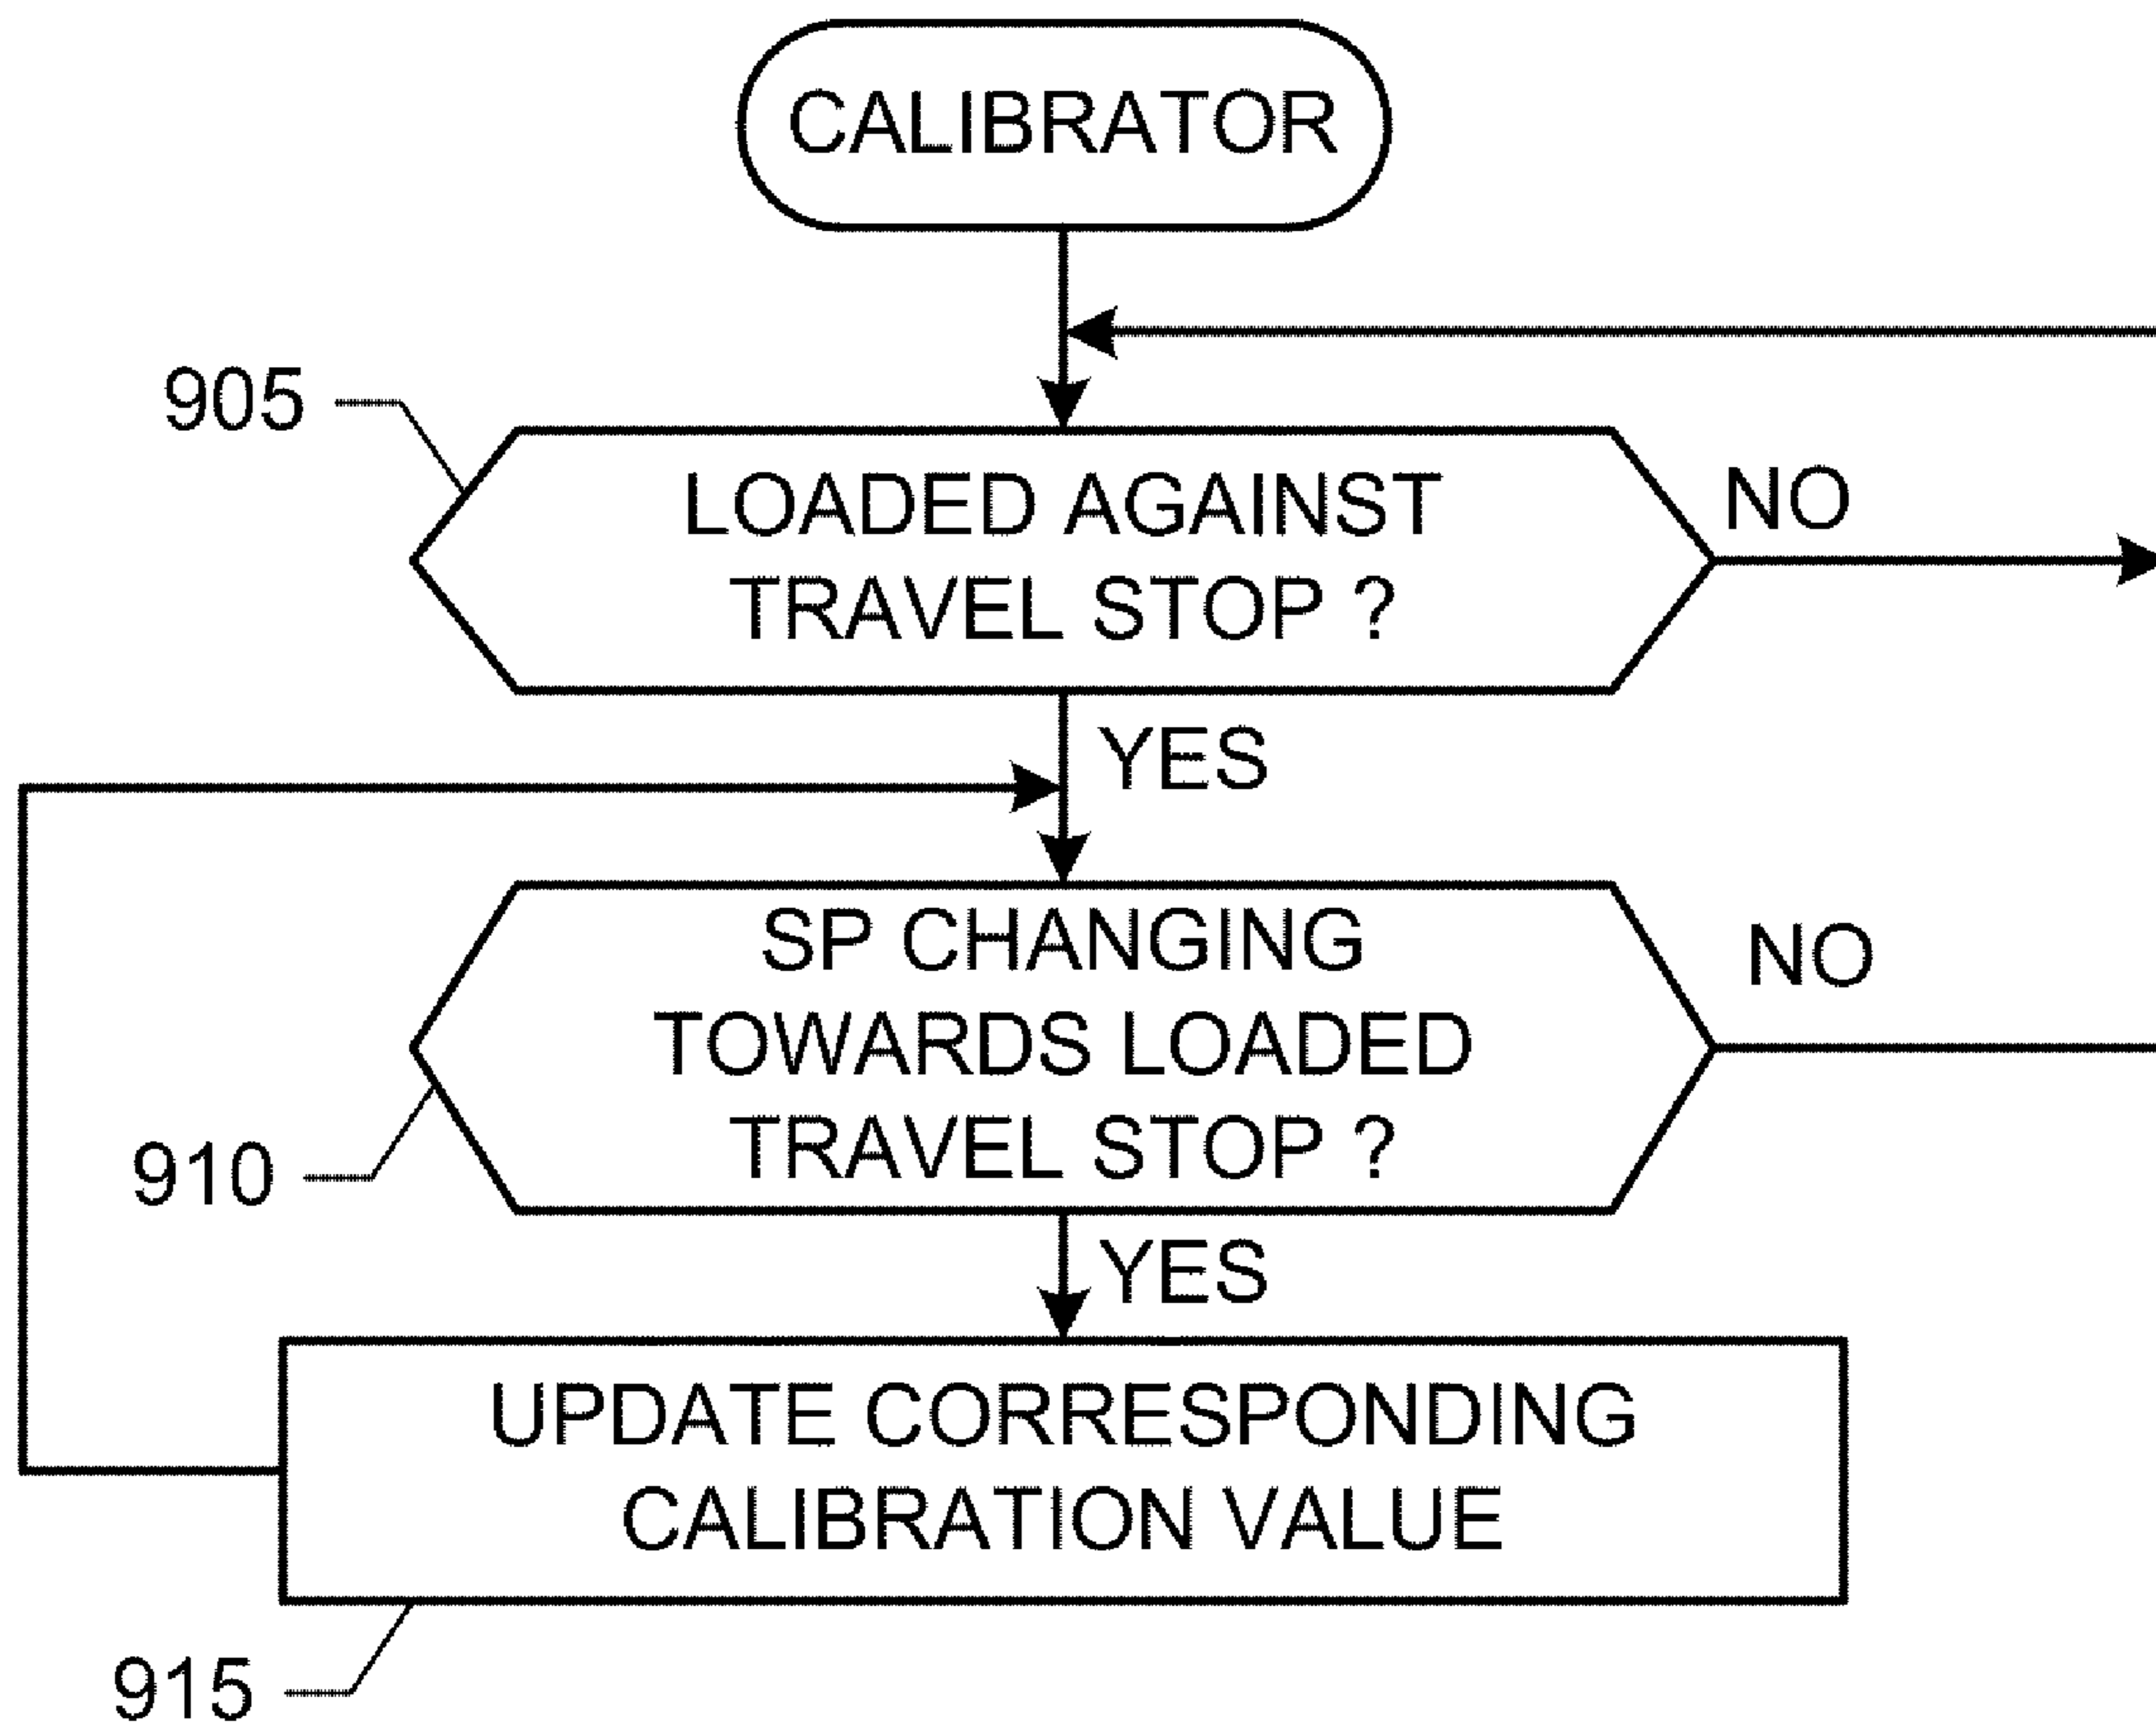 CALIBRATOR
905
LOADED AGAINST
TRAVEL STOP ?
NO
YES
SP CHANGING
TOWARDS LOADED
TRAVEL STOP ?
NO
910
YES
UPDATE CORRESPONDING
CALIBRATION VALUE
915